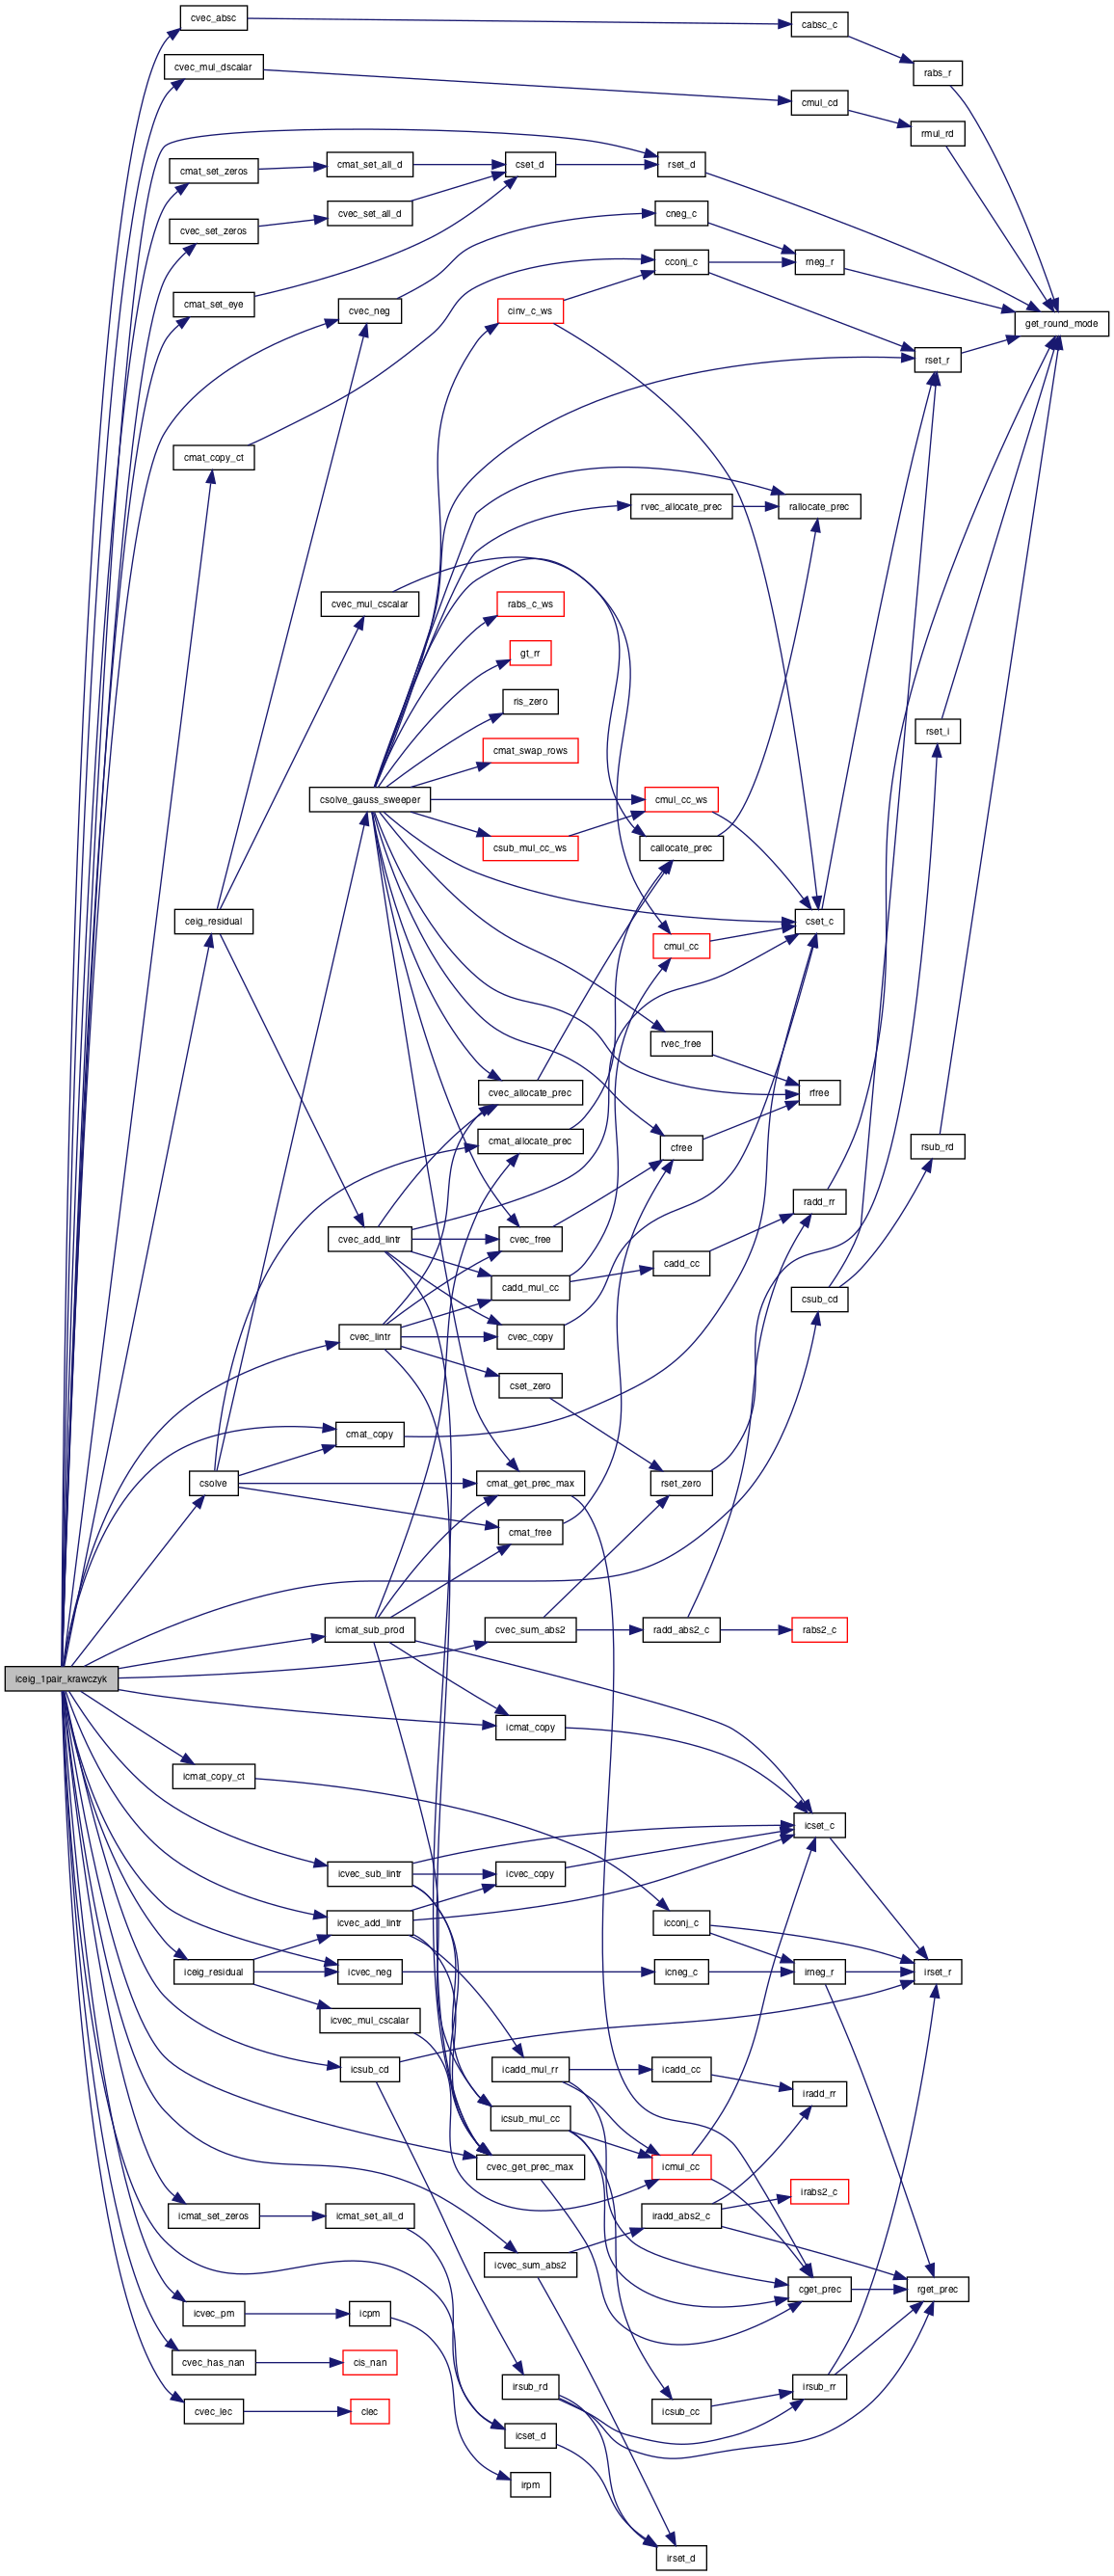 cvec_absc
cabsc_c
cvec_mul_dscalar
rabs_r
cmul_cd
rmul_rd
cmat_set_zeros
cmat_set_all_d
cset_d
rset_d
cvec_set_zeros
cvec_set_all_d
cneg_c
cmat_set_eye
cvec_neg
cinv_c_ws
cconj_c
rneg_r
get_round_mode
rset_r
cmat_copy_ct
rvec_allocate_prec
rallocate_prec
cvec_mul_cscalar
rabs_c_ws
gt_rr
ris_zero
rset_i
cmat_swap_rows
csolve_gauss_sweeper
cmul_cc_ws
csub_mul_cc_ws
callocate_prec
ceig_residual
cset_c
cmul_cc
rvec_free
cvec_allocate_prec
rfree
cmat_allocate_prec
cfree
rsub_rd
radd_rr
cvec_add_lintr
cvec_free
cadd_cc
cadd_mul_cc
csub_cd
cvec_lintr
cvec_copy
cset_zero
cmat_copy
csolve
cmat_get_prec_max
rset_zero
cmat_free
icmat_sub_prod
cvec_sum_abs2
radd_abs2_c
rabs2_c
iceig_1pair_krawczyk
icmat_copy
icmat_copy_ct
icset_c
icvec_sub_lintr
icvec_copy
icvec_add_lintr
icconj_c
iceig_residual
icvec_neg
icneg_c
irneg_r
irset_r
icvec_mul_cscalar
icsub_cd
icadd_mul_rr
icadd_cc
iradd_rr
icsub_mul_cc
cvec_get_prec_max
icmul_cc
irabs2_c
icmat_set_zeros
icmat_set_all_d
iradd_abs2_c
icvec_sum_abs2
cget_prec
rget_prec
icvec_pm
icpm
cvec_has_nan
cis_nan
irsub_rd
irsub_rr
cvec_lec
clec
icsub_cc
icset_d
irpm
irset_d